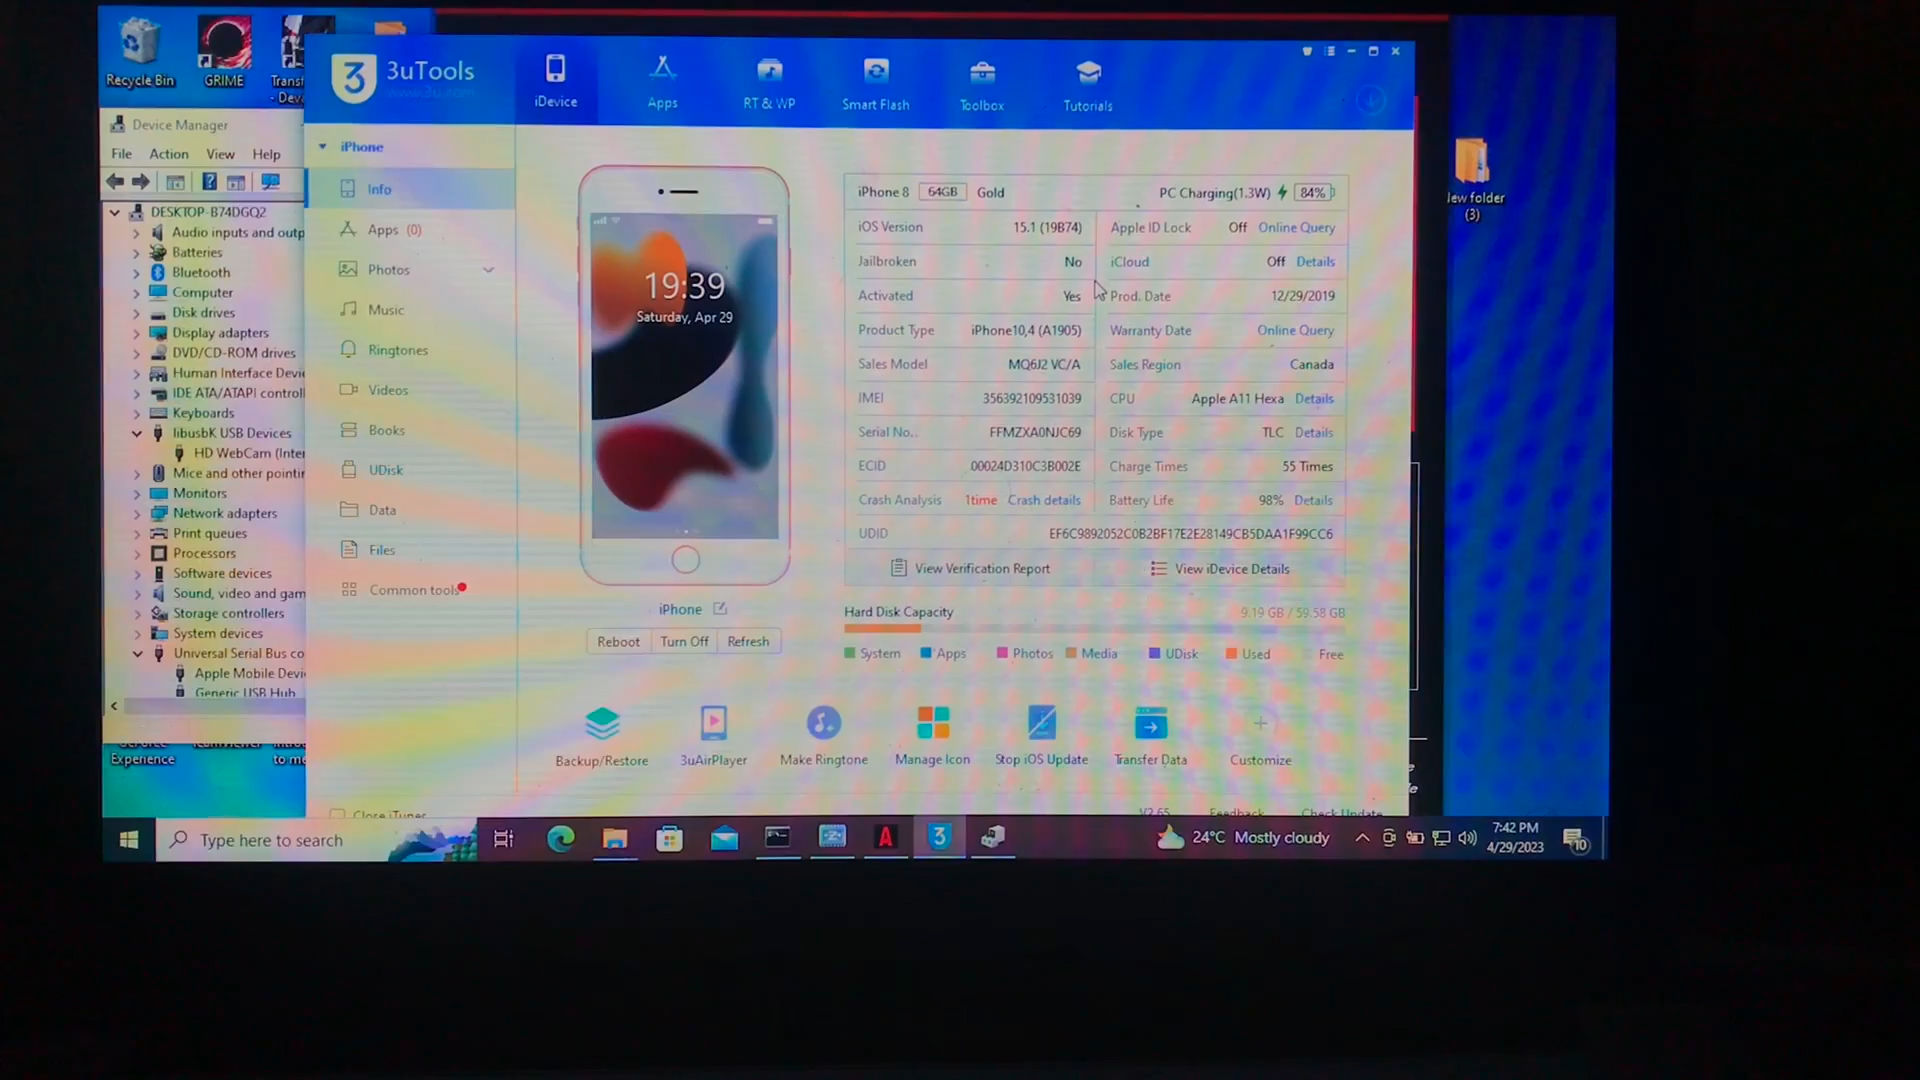 Recycle Bin
GRIME
3uTools
iDevice
Apps
RT & WP
Smart Flash
Toolbox
Tutorials
New folder
(3)
Device Manager
File Action View Help
DESKTOP-B74DGQ2
Audio inputs and outp
Batteries
Bluetooth
Computer
Disk drives
Display adapters
DVD/CD-ROM drives
Human Interface Devi
IDE ATA/ATAPI controll
Keyboards
libusbK USB Devices
HD WebCam (Inter
Mice and other pointin
Monitors
Network adapters
Print queues
Processors
Software devices
Sound, video and gam
Storage controllers
System devices
Universal Serial Bus co
Apple Mobile Devi
Generic USB Hub
Experience
to me
iPhone
Info
Apps (0)
Photos
Music
Ringtones
Videos
Books
UDisk
Data
Files
Common tools
19:39
Saturday, Apr 29
iPhone
Reboot Turn Off Refresh
iPhone 8 64GB Gold PC Charging(1.3W) 84%
iOS Version 15.1 (19B74) Apple ID Lock Off Online Query
Jailbroken No iCloud Off Details
Activated Yes Prod. Date 12/29/2019
Product Type iPhone10,4 (A1905) Warranty Date Online Query
Sales Model MQ6J2 VC/A Sales Region Canada
IMEI 356392109531039 CPU Apple A11 Hexa Details
Serial No.. FFMZXA0NJC69 Disk Type TLC Details
ECID 00024D310C3B002E Charge Times 55 Times
Crash Analysis 1time Crash details Battery Life 98% Details
UDID EF6C9892052C0B2BF17E2E28149CB5DAA1F99CC6
View Verification Report View iDevice Details
Hard Disk Capacity 9.19 GB / 59.58 GB
System Apps Photos Media UDisk Used Free
Backup/Restore 3uAirPlayer Make Ringtone Manage Icon Stop iOS Update Transfer Data Customize
V2.65 Feedback Check Update
Type here to search
24°C Mostly cloudy
7:42 PM
4/29/2023
10